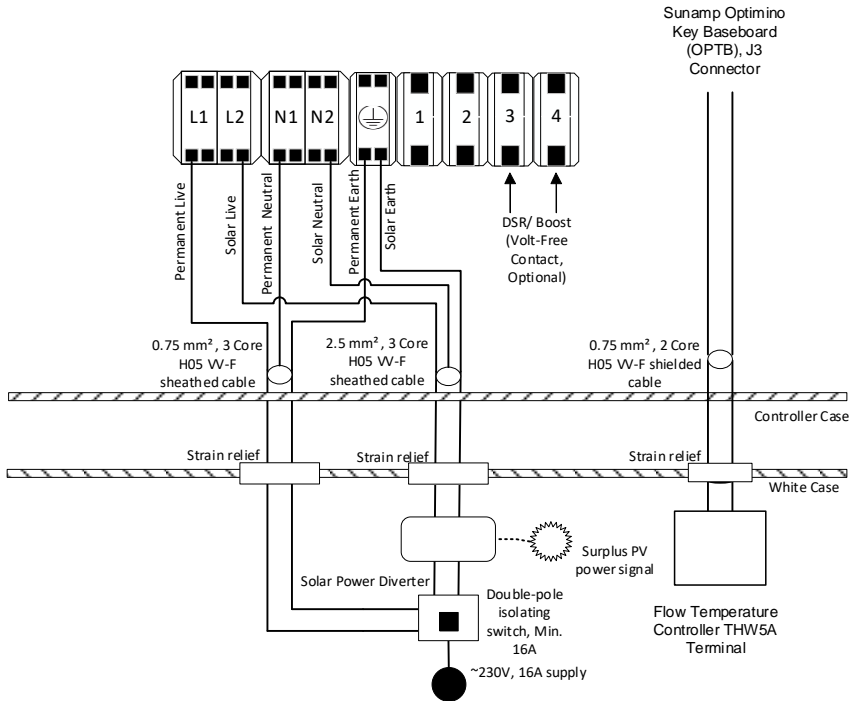 Sunamp Optimino
Key Baseboard
(OPTB), J3
Connector
L1
L2
N1
N2
1
2
3
4
Permanent Live
Solar Live
Permanent Neutral
Solar Neutral
Permanent Earth
Solar Earth
DSR/ Boost
(Volt-Free
Contact,
Optional)
0.75 mm², 3 Core
H05 VV-F
sheathed cable
2.5 mm², 3 Core
H05 VV-F
sheathed cable
0.75 mm², 2 Core
H05 VV-F shielded
cable
Controller Case
Strain relief
Strain relief
Strain relief
White Case
Surplus PV
power signal
Solar Power Diverter
Double-pole
isolating
switch, Min.
16A
~230V, 16A supply
Flow Temperature
Controller THW5A
Terminal